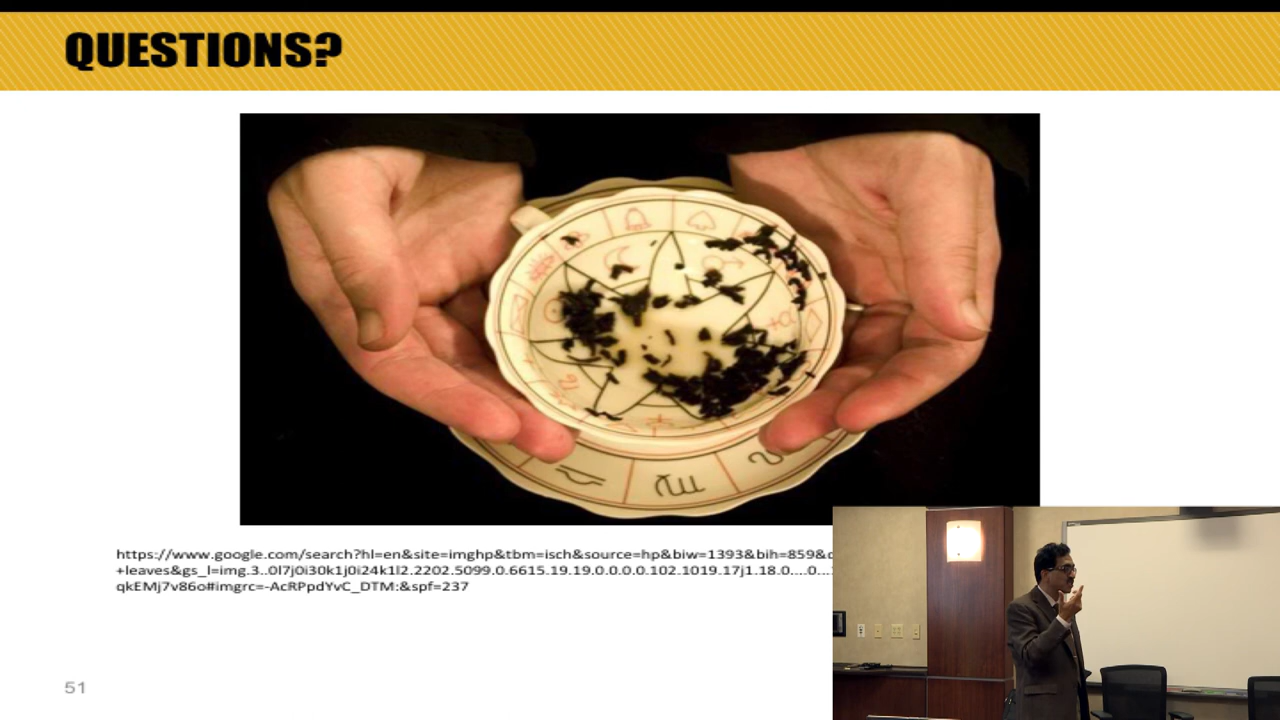 QUESTIONS?
https://www.google.com/search?hl=en&site=imghp&tbm=isch&source=hp&biw=1393&bih=859&
+leaves&gs_l=img.3..0l7j0i30k1j0i24k1l2.2202.5099.0.6615.19.19.0.0.0.0.102.1019.17j1.18.0....0...
qkEMj7v86o#imgrc=-AcRPpdYvC_DTM:&spf=237
51